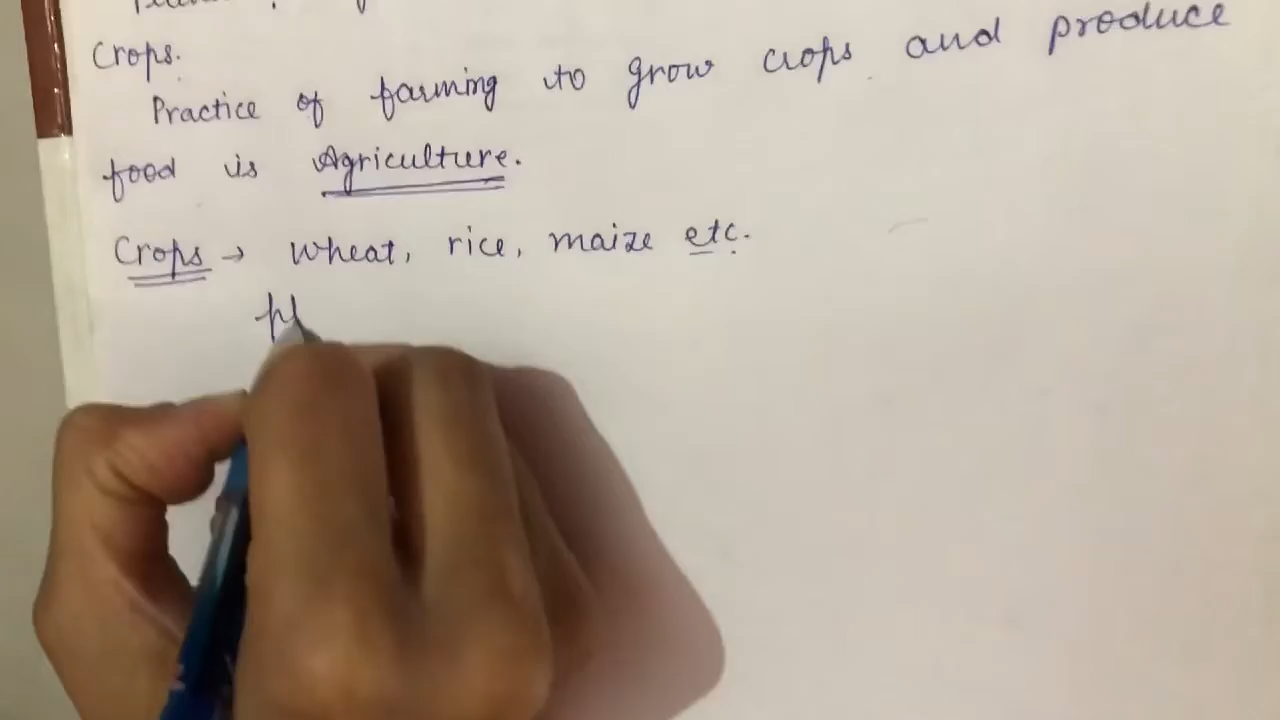 Crops.
Practice of farming to grow crops and produce
food is Agriculture.
Crops → wheat, rice, maize etc.